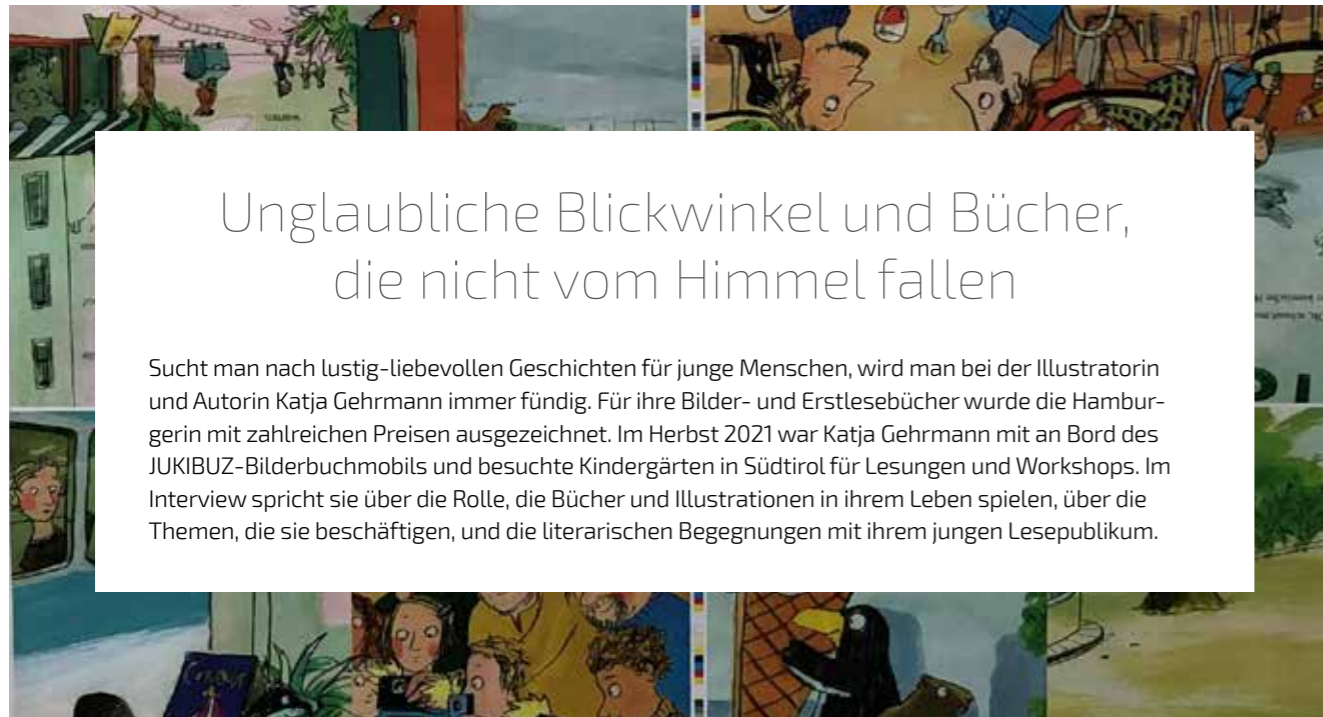 Unglaubliche Blickwinkel und Bücher,
die nicht vom Himmel fallen
Sucht man nach lustig-liebevollen Geschichten für junge Menschen, wird man bei der Illustratorin
und Autorin Katja Gehrmann immer fündig. Für ihre Bilder- und Erstlesebücher wurde die Hambur-
gerin mit zahlreichen Preisen ausgezeichnet. Im Herbst 2021 war Katja Gehrmann mit an Bord des
JUKIBUZ-Bilderbuchmobils und besuchte Kindergärten in Südtirol für Lesungen und Workshops. Im
Interview spricht sie über die Rolle, die Bücher und Illustrationen in ihrem Leben spielen, über die
Themen, die sie beschäftigen, und die literarischen Begegnungen mit ihrem jungen Lesepublikum.